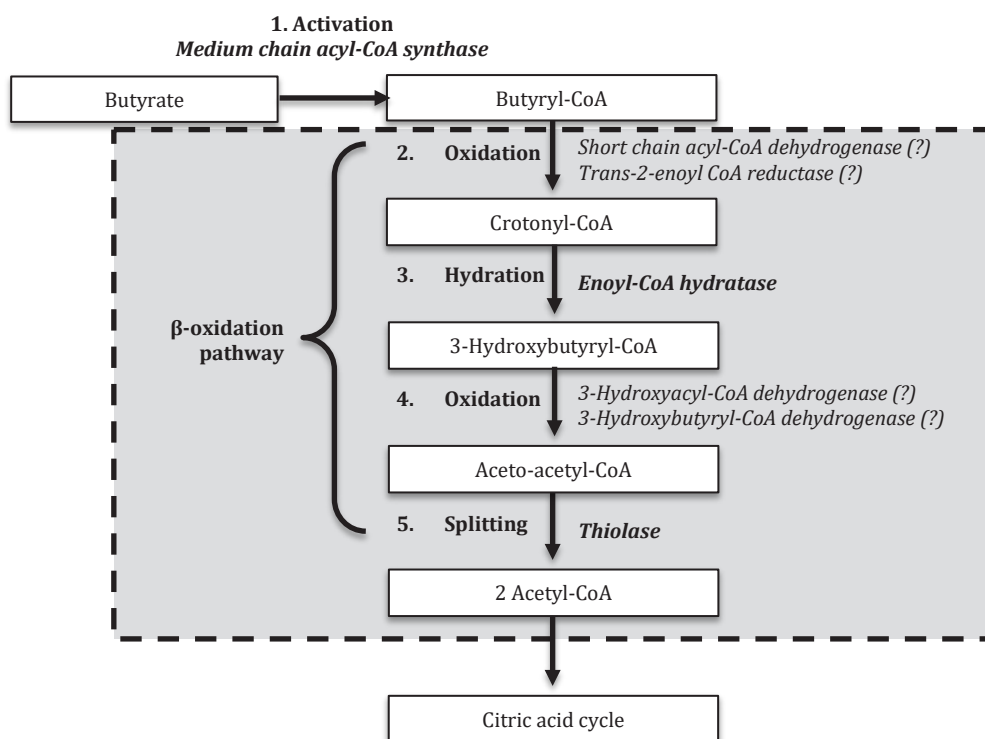 1. Activation
Medium chain acyl-CoA synthase
Butyrate
Butyryl-CoA
2. Oxidation
Short chain acyl-CoA dehydrogenase (?)
Trans-2-enoyl CoA reductase (?)
Crotonyl-CoA
3. Hydration
Enoyl-CoA hydratase
β-oxidation
pathway
3-Hydroxybutyryl-CoA
4. Oxidation
3-Hydroxyacyl-CoA dehydrogenase (?)
3-Hydroxybutyryl-CoA dehydrogenase (?)
Aceto-acetyl-CoA
5. Splitting
Thiolase
2 Acetyl-CoA
Citric acid cycle